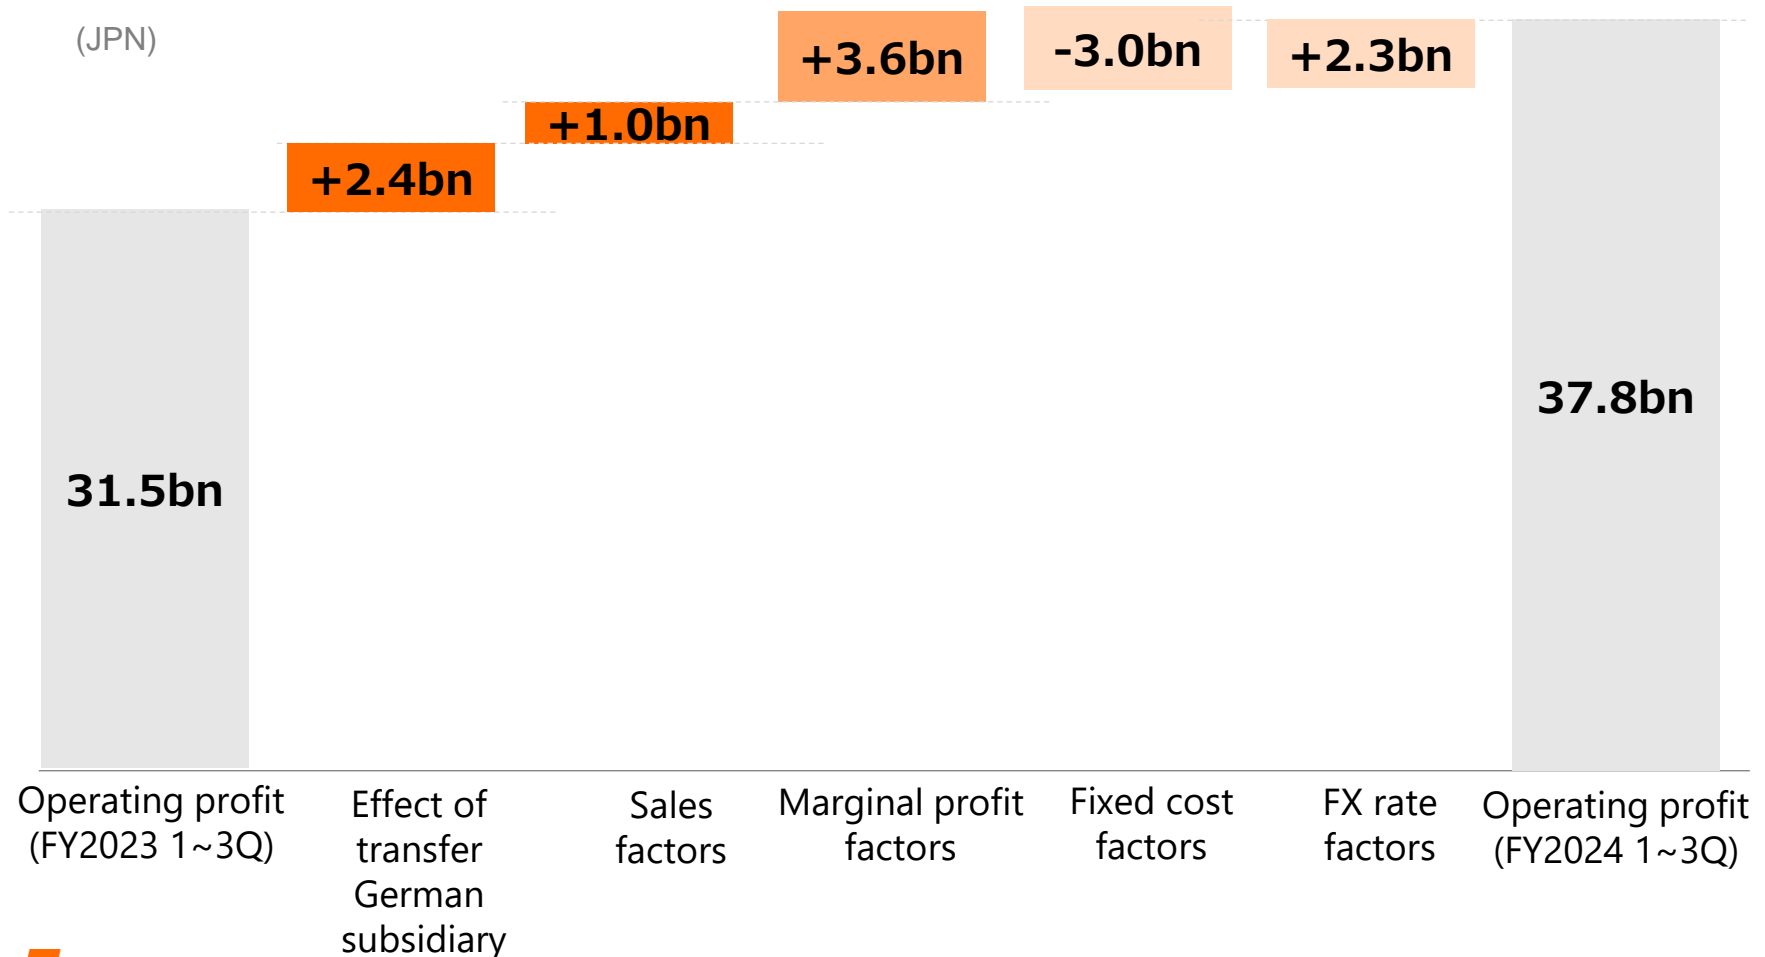 (JPN)
+3.6bn
-3.0bn
+2.3bn
+1.0bn
+2.4bn
37.8bn
31.5bn
Operating profit
(FY2023 1~3Q)
Effect of
transfer
German
subsidiary
Sales
factors
Marginal profit
factors
Fixed cost
factors
FX rate
factors
Operating profit
(FY2024 1~3Q)